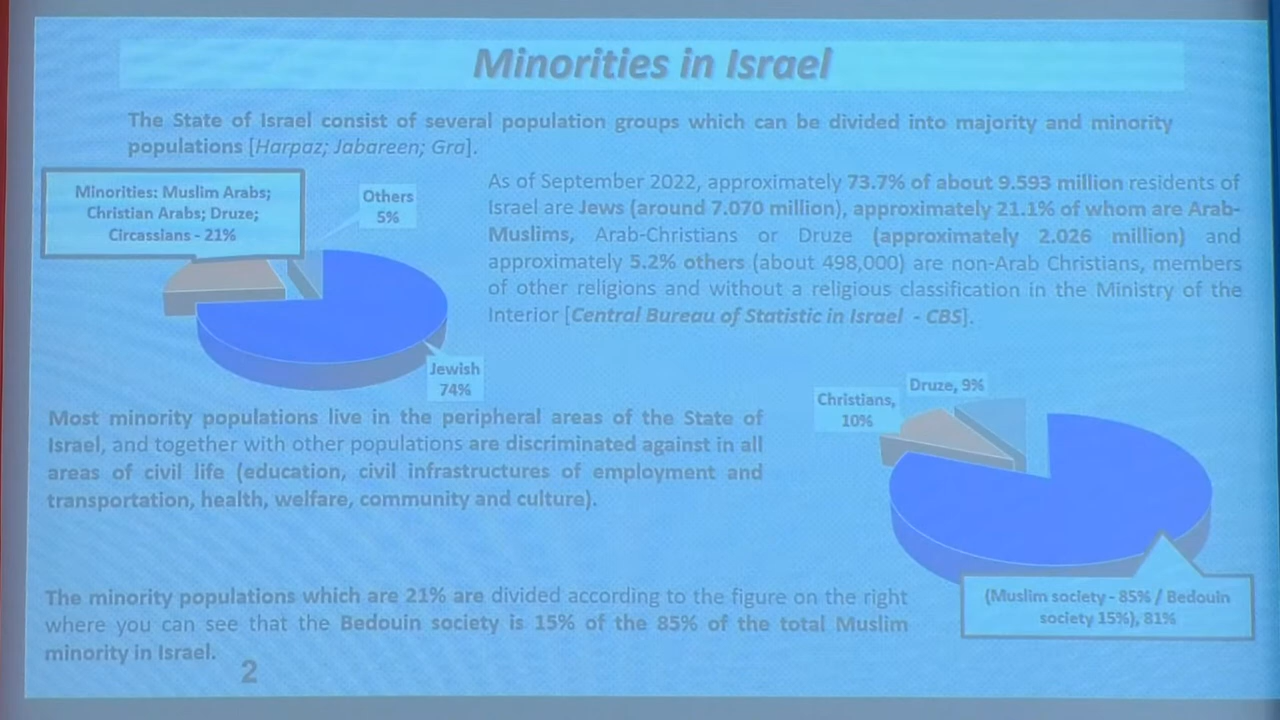 Minorities in Israel
The State of Israel consist of several population groups which can be divided into majority and minority
populations [Harpaz; Jabareen; Gra].
Minorities: Muslim Arabs;
Christian Arabs; Druze;
Circassians - 21%
Others
5%
Jewish
74%
As of September 2022, approximately 73.7% of about 9.593 million residents of
Israel are Jews (around 7.070 million), approximately 21.1% of whom are Arab-
Muslims, Arab-Christians or Druze (approximately 2.026 million) and
approximately 5.2% others (about 498,000) are non-Arab Christians, members
of other religions and without a religious classification in the Ministry of the
Interior [Central Bureau of Statistic in Israel - CBS].
Most minority populations live in the peripheral areas of the State of
Israel, and together with other populations are discriminated against in all
areas of civil life (education, civil infrastructures of employment and
transportation, health, welfare, community and culture).
Druze, 9%
Christians,
10%
(Muslim society - 85% / Bedouin
society 15%), 81%
The minority populations which are 21% are divided according to the figure on the right
where you can see that the Bedouin society is 15% of the 85% of the total Muslim
minority in Israel.
2